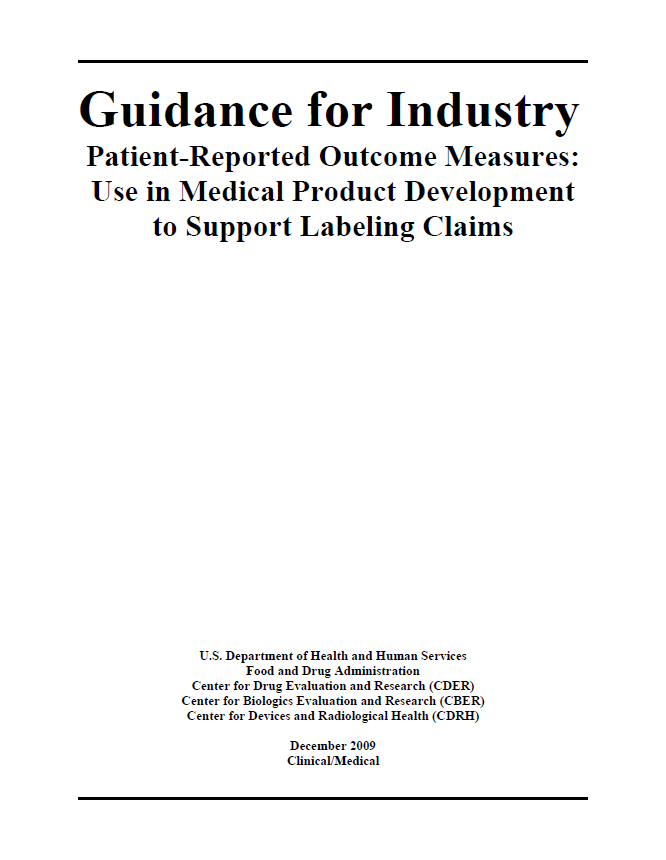 Guidance for Industry
Patient-Reported Outcome Measures:
Use in Medical Product Development
to Support Labeling Claims
U.S. Department of Health and Human Services
Food and Drug Administration
Center for Drug Evaluation and Research (CDER)
Center for Biologics Evaluation and Research (CBER)
Center for Devices and Radiological Health (CDRH)
December 2009
Clinical/Medical